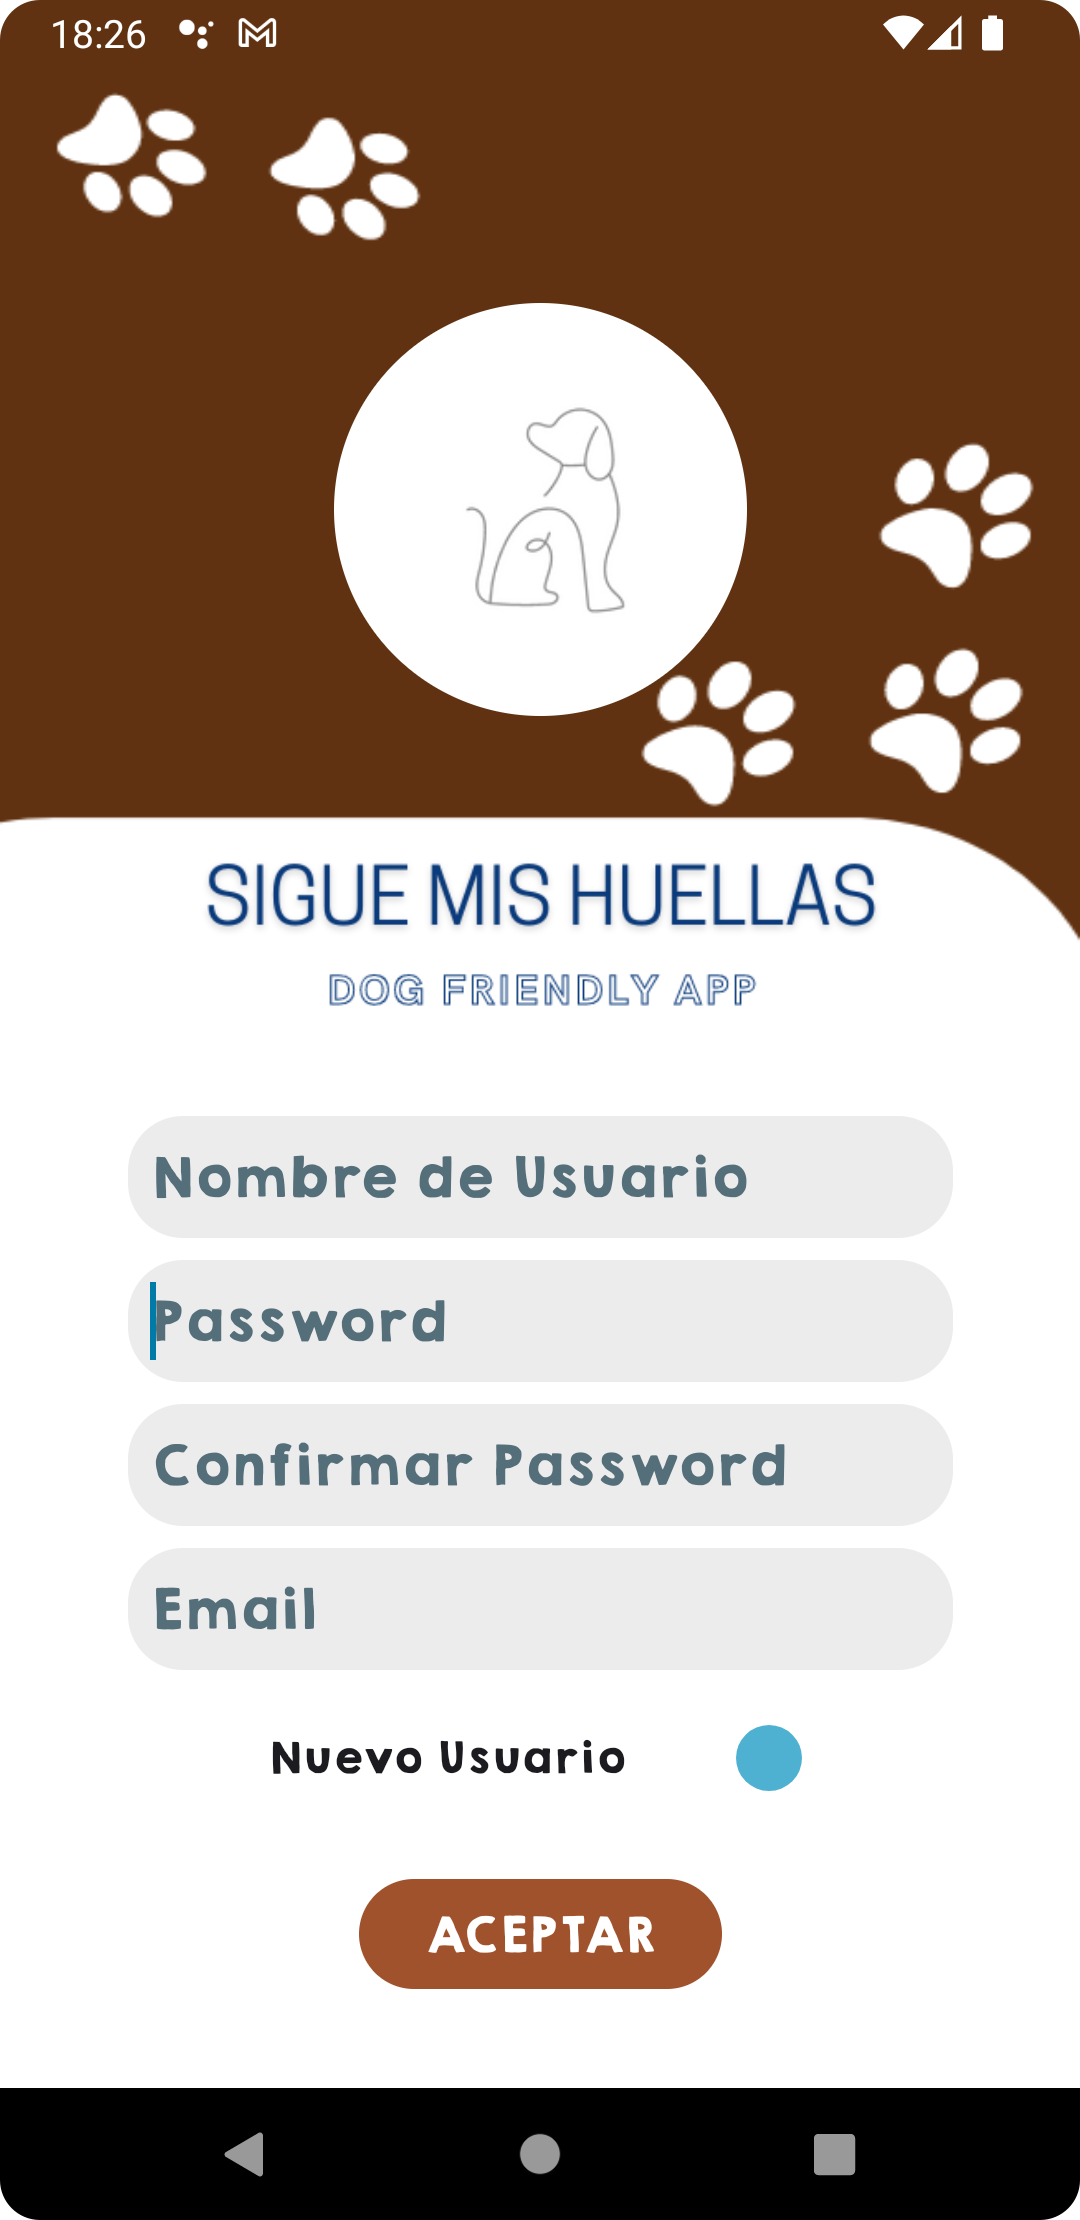 18:26
SIGUE MIS HUELLAS
DOG FRIENDLY APP
Nombre de Usuario
Password
Confirmar Password
Email
Nuevo Usuario
ACEPTAR